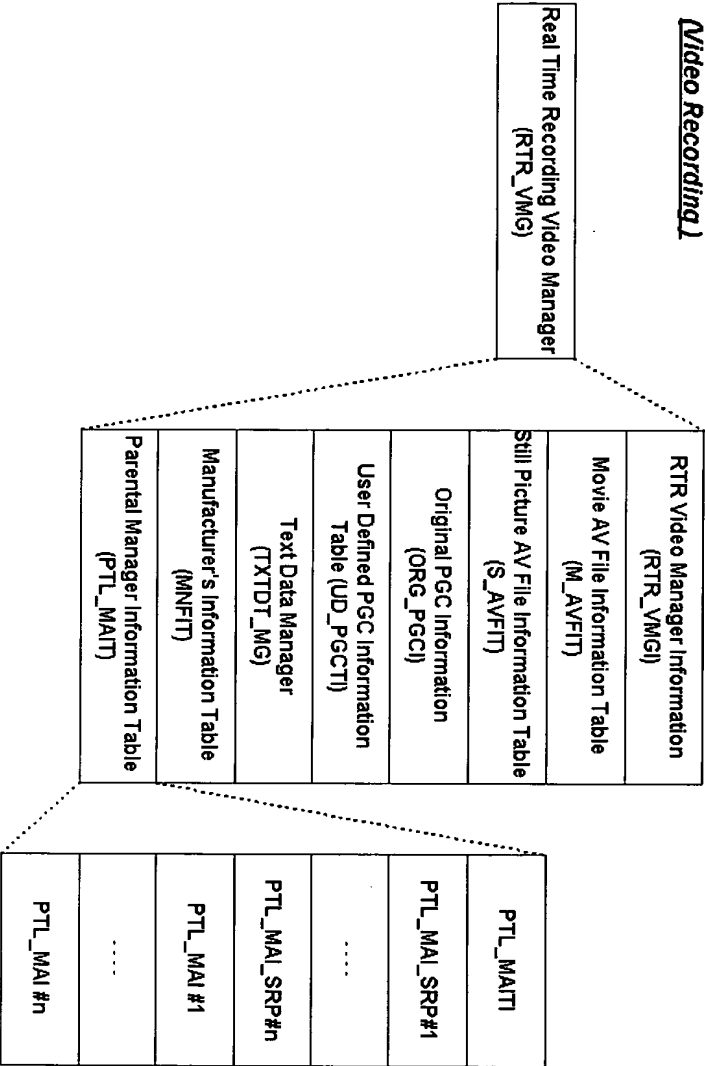 (Video Recording)
Real Time Recording Video Manager
(RTR_VMG)
RTR Video Manager Information
(RTR_VMGI)
Movie AV File Information Table
(M_AVFIT)
Still Picture AV File Information Table
(S_AVFIT)
Original PGC Information
(ORG_PGCI)
User Defined PGC Information
Table (UD_PGCTI)
Text Data Manager
(TXTDT_MG)
Manufacturer's Information Table
(MNFIT)
Parental Manager Information Table
(PTL_MAIT)
PTL_MAITI
PTL_MAI_SRP#1
....
PTL_MAI_SRP#n
PTL_MAI #1
....
PTL_MAI #n